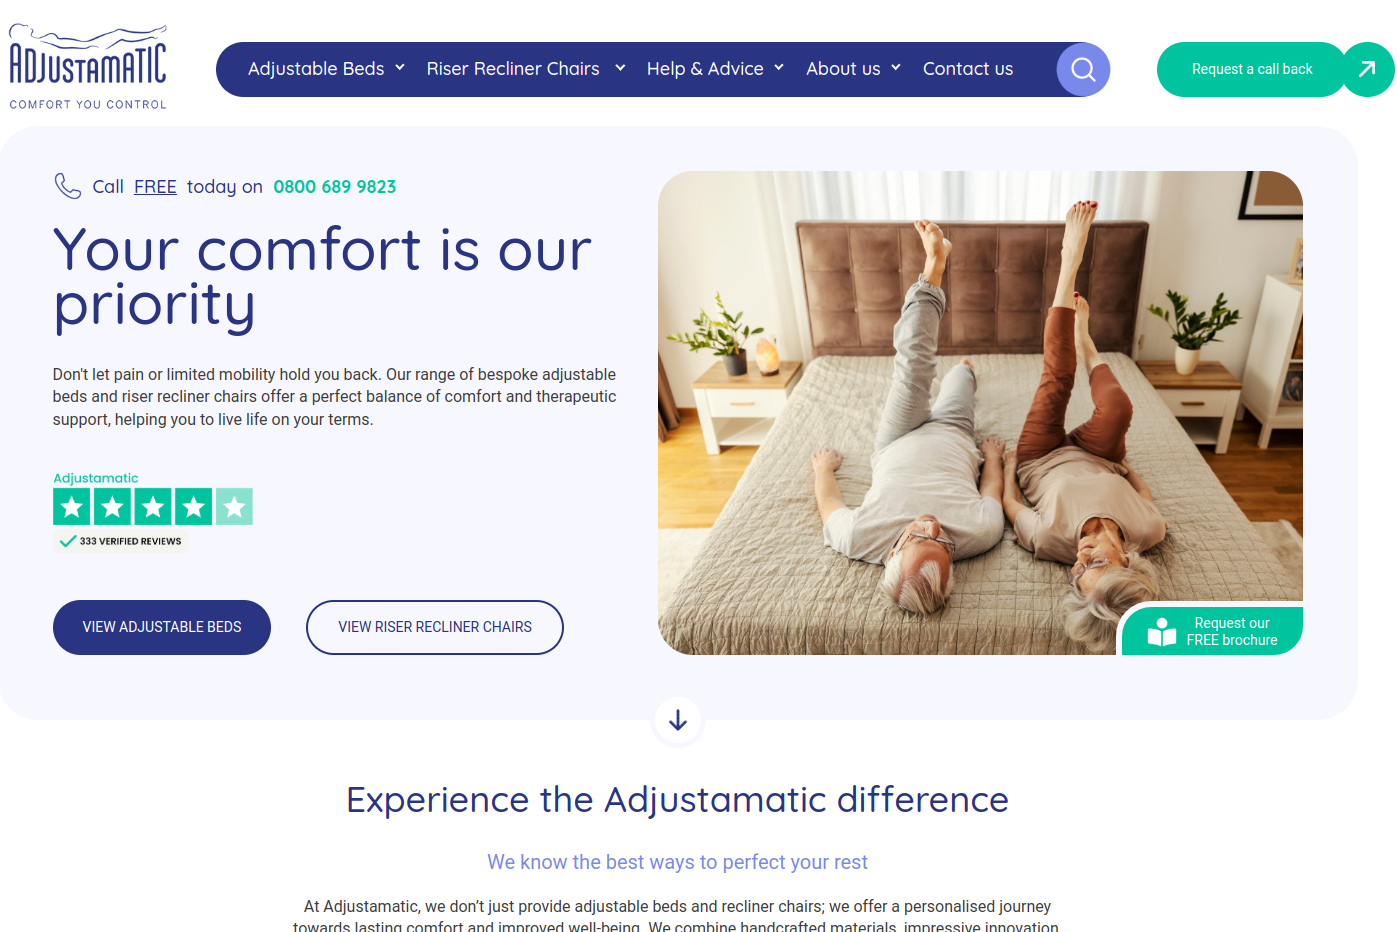 ADJUSTAMATIC
COMFORT YOU CONTROL
Adjustable Beds
Riser Recliner Chairs
Help & Advice
About us
Contact us
Request a call back
Call FREE today on 0800 689 9823
Your comfort is our
priority
Don't let pain or limited mobility hold you back. Our range of bespoke adjustable
beds and riser recliner chairs offer a perfect balance of comfort and therapeutic
support, helping you to live life on your terms.
Adjustamatic
333 VERIFIED REVIEWS
VIEW ADJUSTABLE BEDS
VIEW RISER RECLINER CHAIRS
Request our
FREE brochure
Experience the Adjustamatic difference
We know the best ways to perfect your rest
At Adjustamatic, we don’t just provide adjustable beds and recliner chairs; we offer a personalised journey
towards lasting comfort and improved well-being. We combine handcrafted materials, impressive innovation